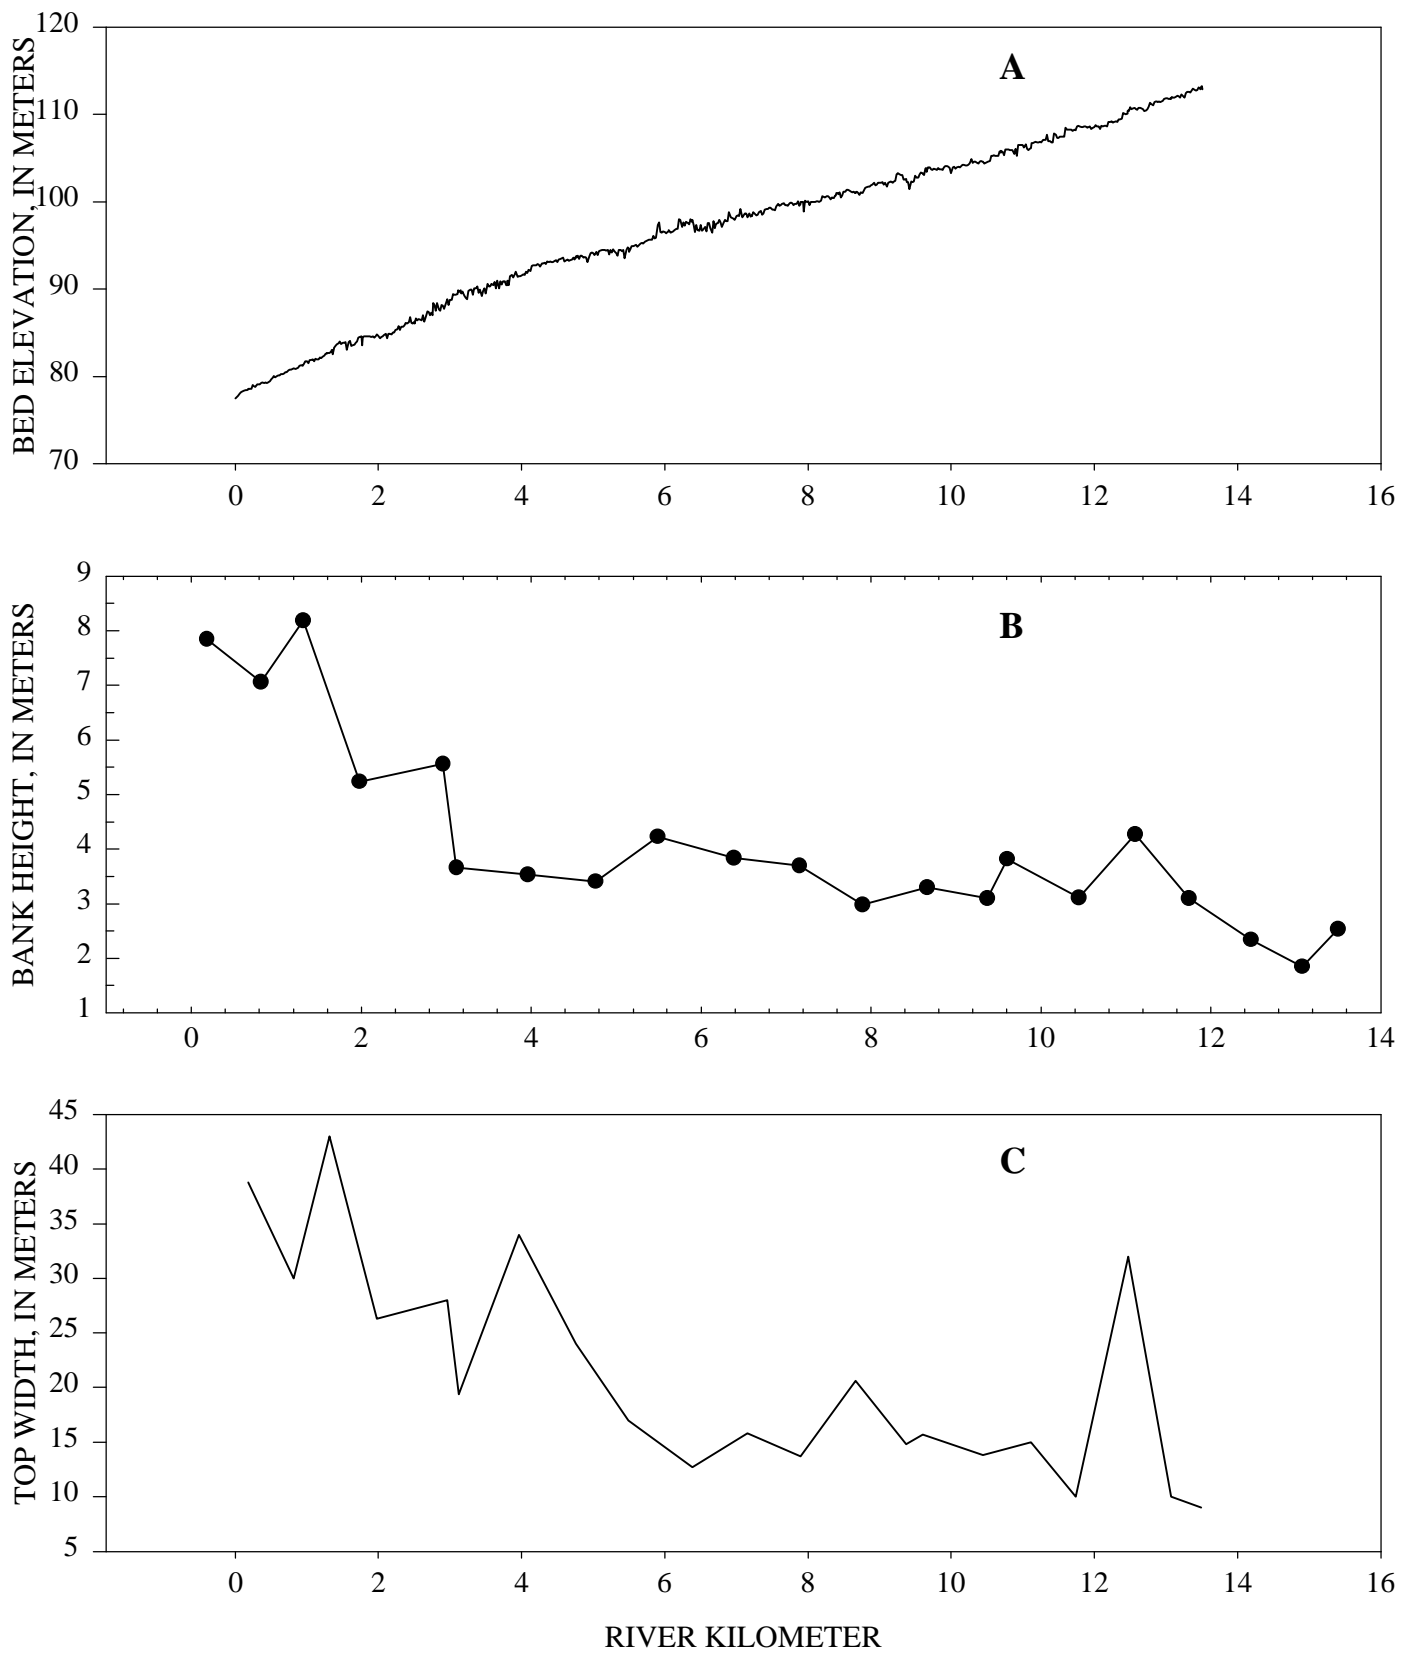 120
110
100
90
80
70
BED ELEVATION, IN METERS
A
0 2 4 6 8 10 12 14 16
9
8
7
6
5
4
3
2
1
BANK HEIGHT, IN METERS
B
0 2 4 6 8 10 12 14
45
40
35
30
25
20
15
10
5
TOP WIDTH, IN METERS
C
0 2 4 6 8 10 12 14 16
RIVER KILOMETER